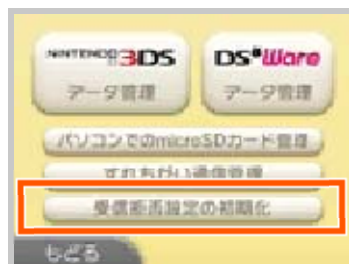 NINTENDO 3DS
データ管理
DSiWare
データ管理
パソコンでのmicroSDカード管理
すれちがい通信管理
受信拒否設定の初期化
もどる